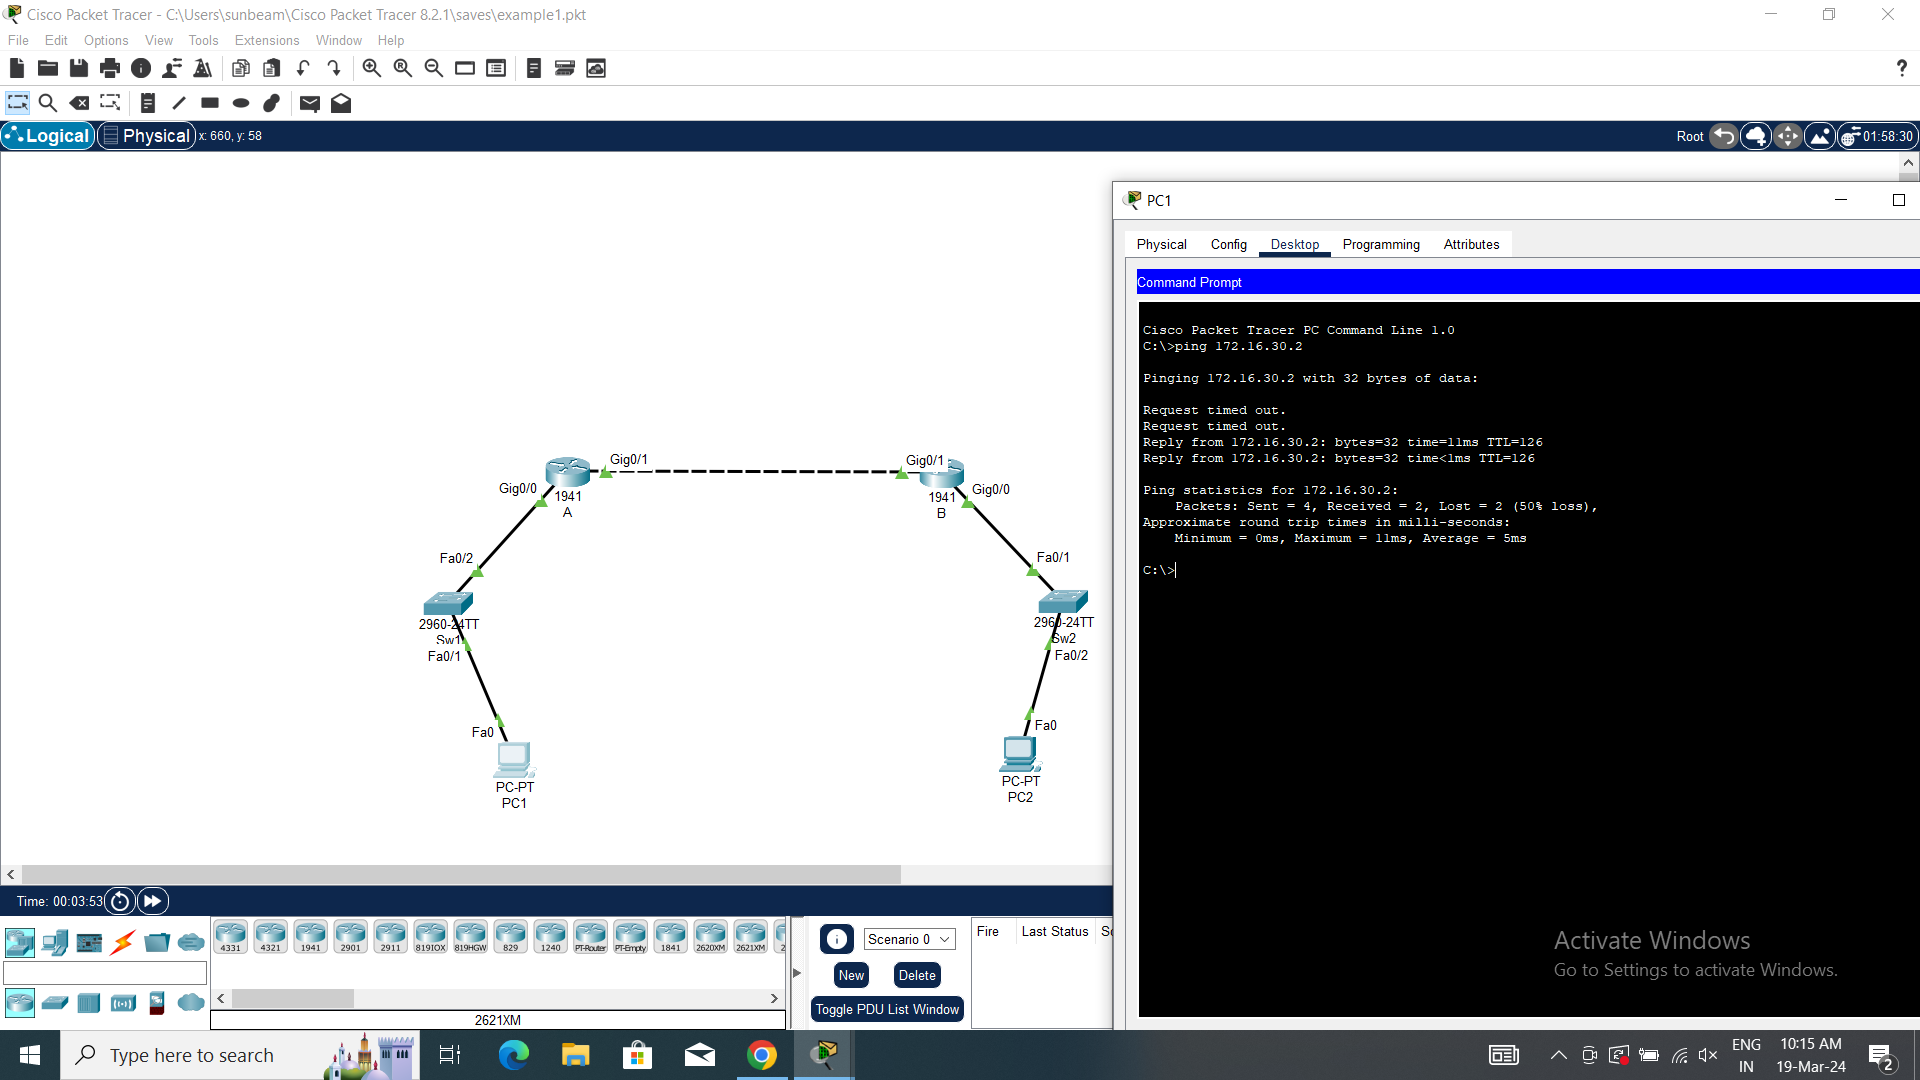 Cisco Packet Tracer - C:\Users\sunbeam\Cisco Packet Tracer 8.2.1\saves\example1.pkt
File Edit Options View Tools Extensions Window Help
Logical Physical x: 660, y: 58
Root 01:58:30
PC1
Physical Config Desktop Programming Attributes
Command Prompt
Cisco Packet Tracer PC Command Line 1.0
C:\>ping 172.16.30.2
Pinging 172.16.30.2 with 32 bytes of data:
Request timed out.
Request timed out.
Reply from 172.16.30.2: bytes=32 time=11ms TTL=126
Reply from 172.16.30.2: bytes=32 time<1ms TTL=126
Ping statistics for 172.16.30.2:
Packets: Sent = 4, Received = 2, Lost = 2 (50% loss),
Approximate round trip times in milli-seconds:
Minimum = 0ms, Maximum = 11ms, Average = 5ms
C:\>
Gig0/1
Gig0/1
Gig0/0
1941
A
1941
B
Gig0/0
Fa0/2
Fa0/1
2960-24TT
Sw1
Fa0/1
2960-24TT
Sw2
Fa0/2
Fa0
PC-PT
PC1
Fa0
PC-PT
PC2
Time: 00:03:53
4331 4321 1941 2901 2911 819IOX 819HGW 829 1240 PT-Router PT-Empty 1841 2620XM 2621XM 2
2621XM
Scenario 0
New Delete
Toggle PDU List Window
Fire Last Status So
Activate Windows
Go to Settings to activate Windows.
Type here to search
ENG
IN
10:15 AM
19-Mar-24
2